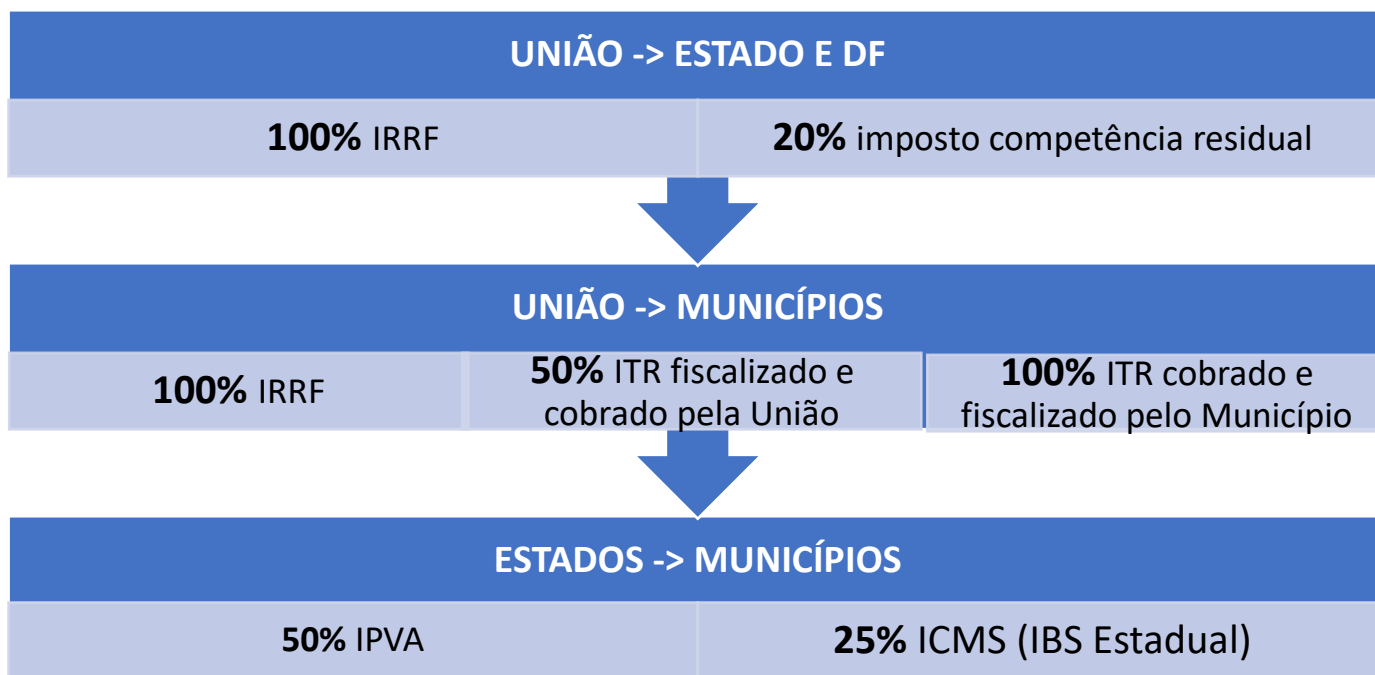 UNIÃO -> ESTADO E DF
100% IRRF
20% imposto competência residual
UNIÃO -> MUNICÍPIOS
100% IRRF
50% ITR fiscalizado e
cobrado pela União
100% ITR cobrado e
fiscalizado pelo Município
ESTADOS -> MUNICÍPIOS
50% IPVA
25% ICMS (IBS Estadual)